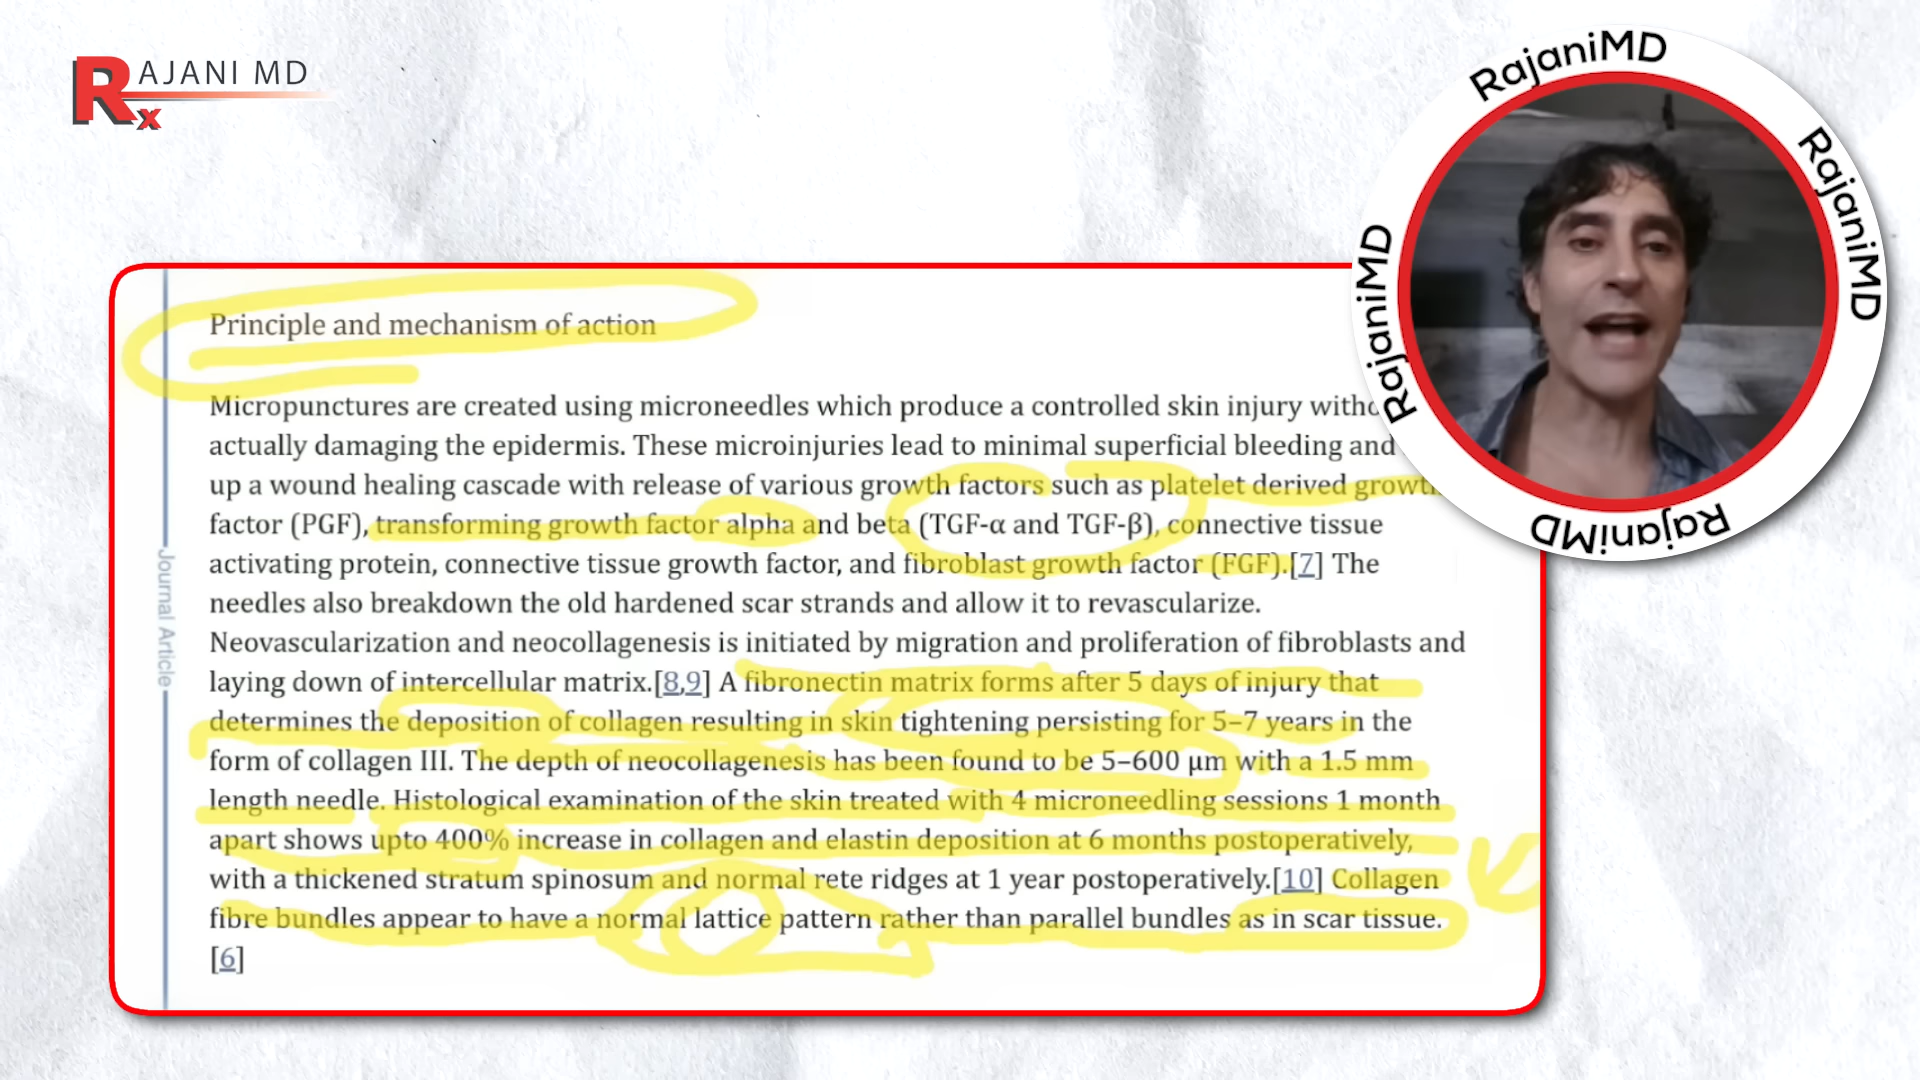 RAJANI MD
Rx
RajaniMD
RajaniMD
RajaniMD
RajaniMD
Journal Article
Principle and mechanism of action
Micropunctures are created using microneedles which produce a controlled skin injury
actually damaging the epidermis. These microinjuries lead to minimal superficial bleeding and
up a wound healing cascade with release of various growth factors such as platelet derived
factor (PGF), transforming growth factor alpha and beta (TGF-α and TGF-β), connective tissue
activating protein, connective tissue growth factor, and fibroblast growth factor (FGF).[7] The
needles also breakdown the old hardened scar strands and allow it to revascularize.
Neovascularization and neocollagenesis is initiated by migration and proliferation of fibroblasts and
laying down of intercellular matrix.[8,9] A fibronectin matrix forms after 5 days of injury that
determines the deposition of collagen resulting in skin tightening persisting for 5–7 years in the
form of collagen III. The depth of neocollagenesis has been found to be 5–600 μm with a 1.5 mm
length needle. Histological examination of the skin treated with 4 microneedling sessions 1 month
apart shows upto 400% increase in collagen and elastin deposition at 6 months postoperatively,
with a thickened stratum spinosum and normal rete ridges at 1 year postoperatively.[10] Collagen
fibre bundles appear to have a normal lattice pattern rather than parallel bundles as in scar tissue.
[6]